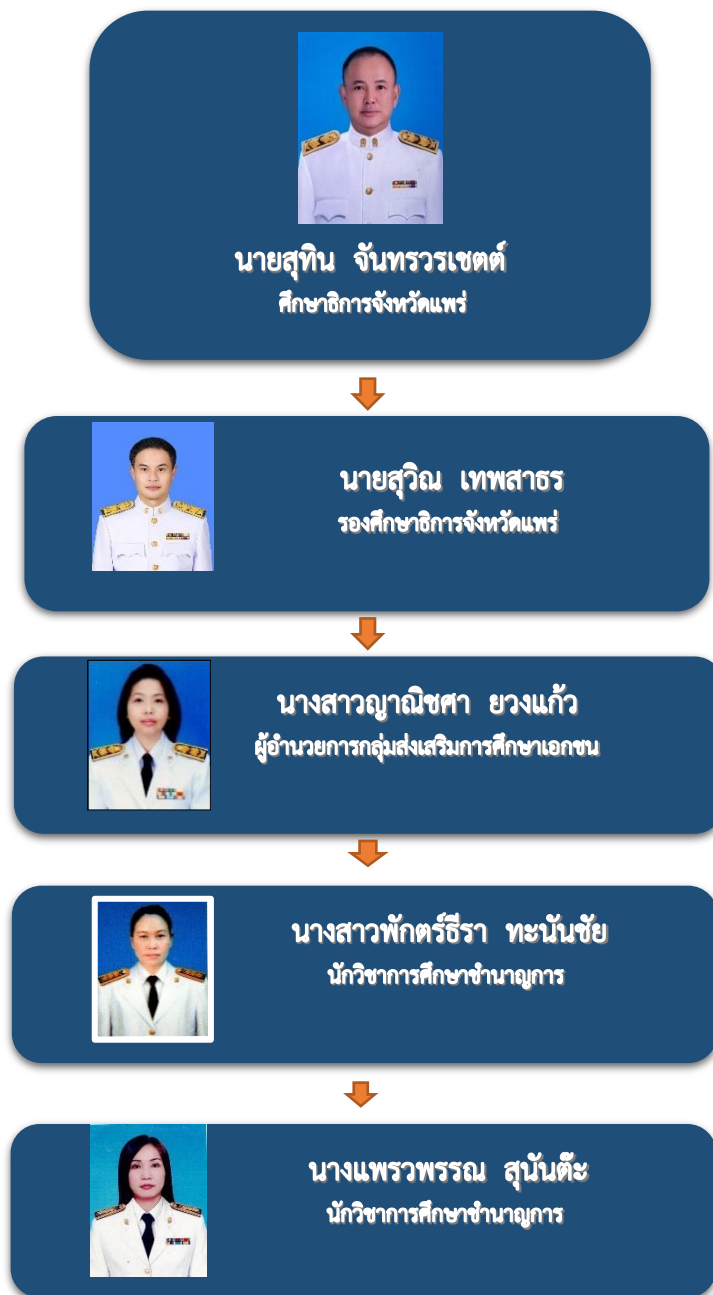 นายสุทิน จันทรวรเชตต์
ศึกษาธิการจังหวัดแพร่
นายสุวิณ เทพสาธร
รองศึกษาธิการจังหวัดแพร่
นางสาวญาณิชศา ยวงแก้ว
ผู้อำนวยการกลุ่มส่งเสริมการศึกษาเอกชน
นางสาวพักตร์ธีรา ทะนันชัย
นักวิชาการศึกษาชำนาญการ
นางแพรวพรรณ สุนันต๊ะ
นักวิชาการศึกษาชำนาญการ